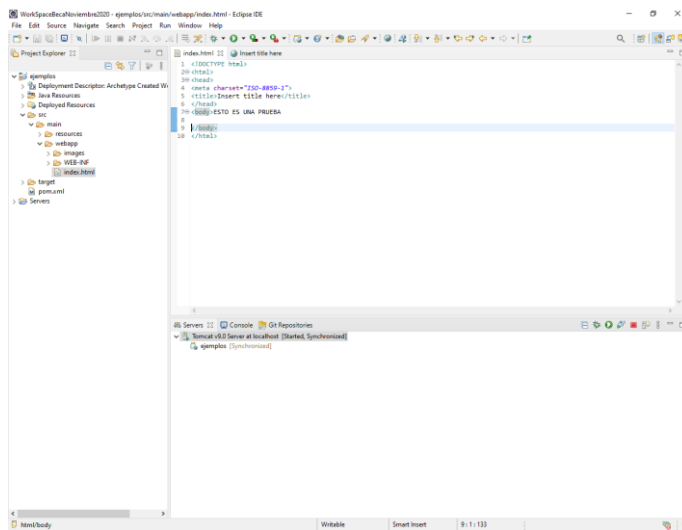 WorkSpaceBecaNoviembre2020 - ejemplos/src/main/webapp/index.html - Eclipse IDE
File Edit Source Navigate Search Project Run Window Help
Project Explorer
index.html
Insert title here
ejemplos
Deployment Descriptor: Archetype Created W
Java Resources
Deployed Resources
src
main
resources
webapp
images
WEB-INF
index.html
target
pom.xml
Servers
1 <!DOCTYPE html>
2 <html>
3 <head>
4 <meta charset="ISO-8859-1">
5 <title>Insert title here</title>
6 </head>
7 <body>ESTO ES UNA PRUEBA
8
9 </body>
10 </html>
Servers Console Git Repositories
Tomcat v9.0 Server at localhost [Started, Synchronized]
ejemplos [Synchronized]
html/body Writable Smart Insert 9 : 1 : 133